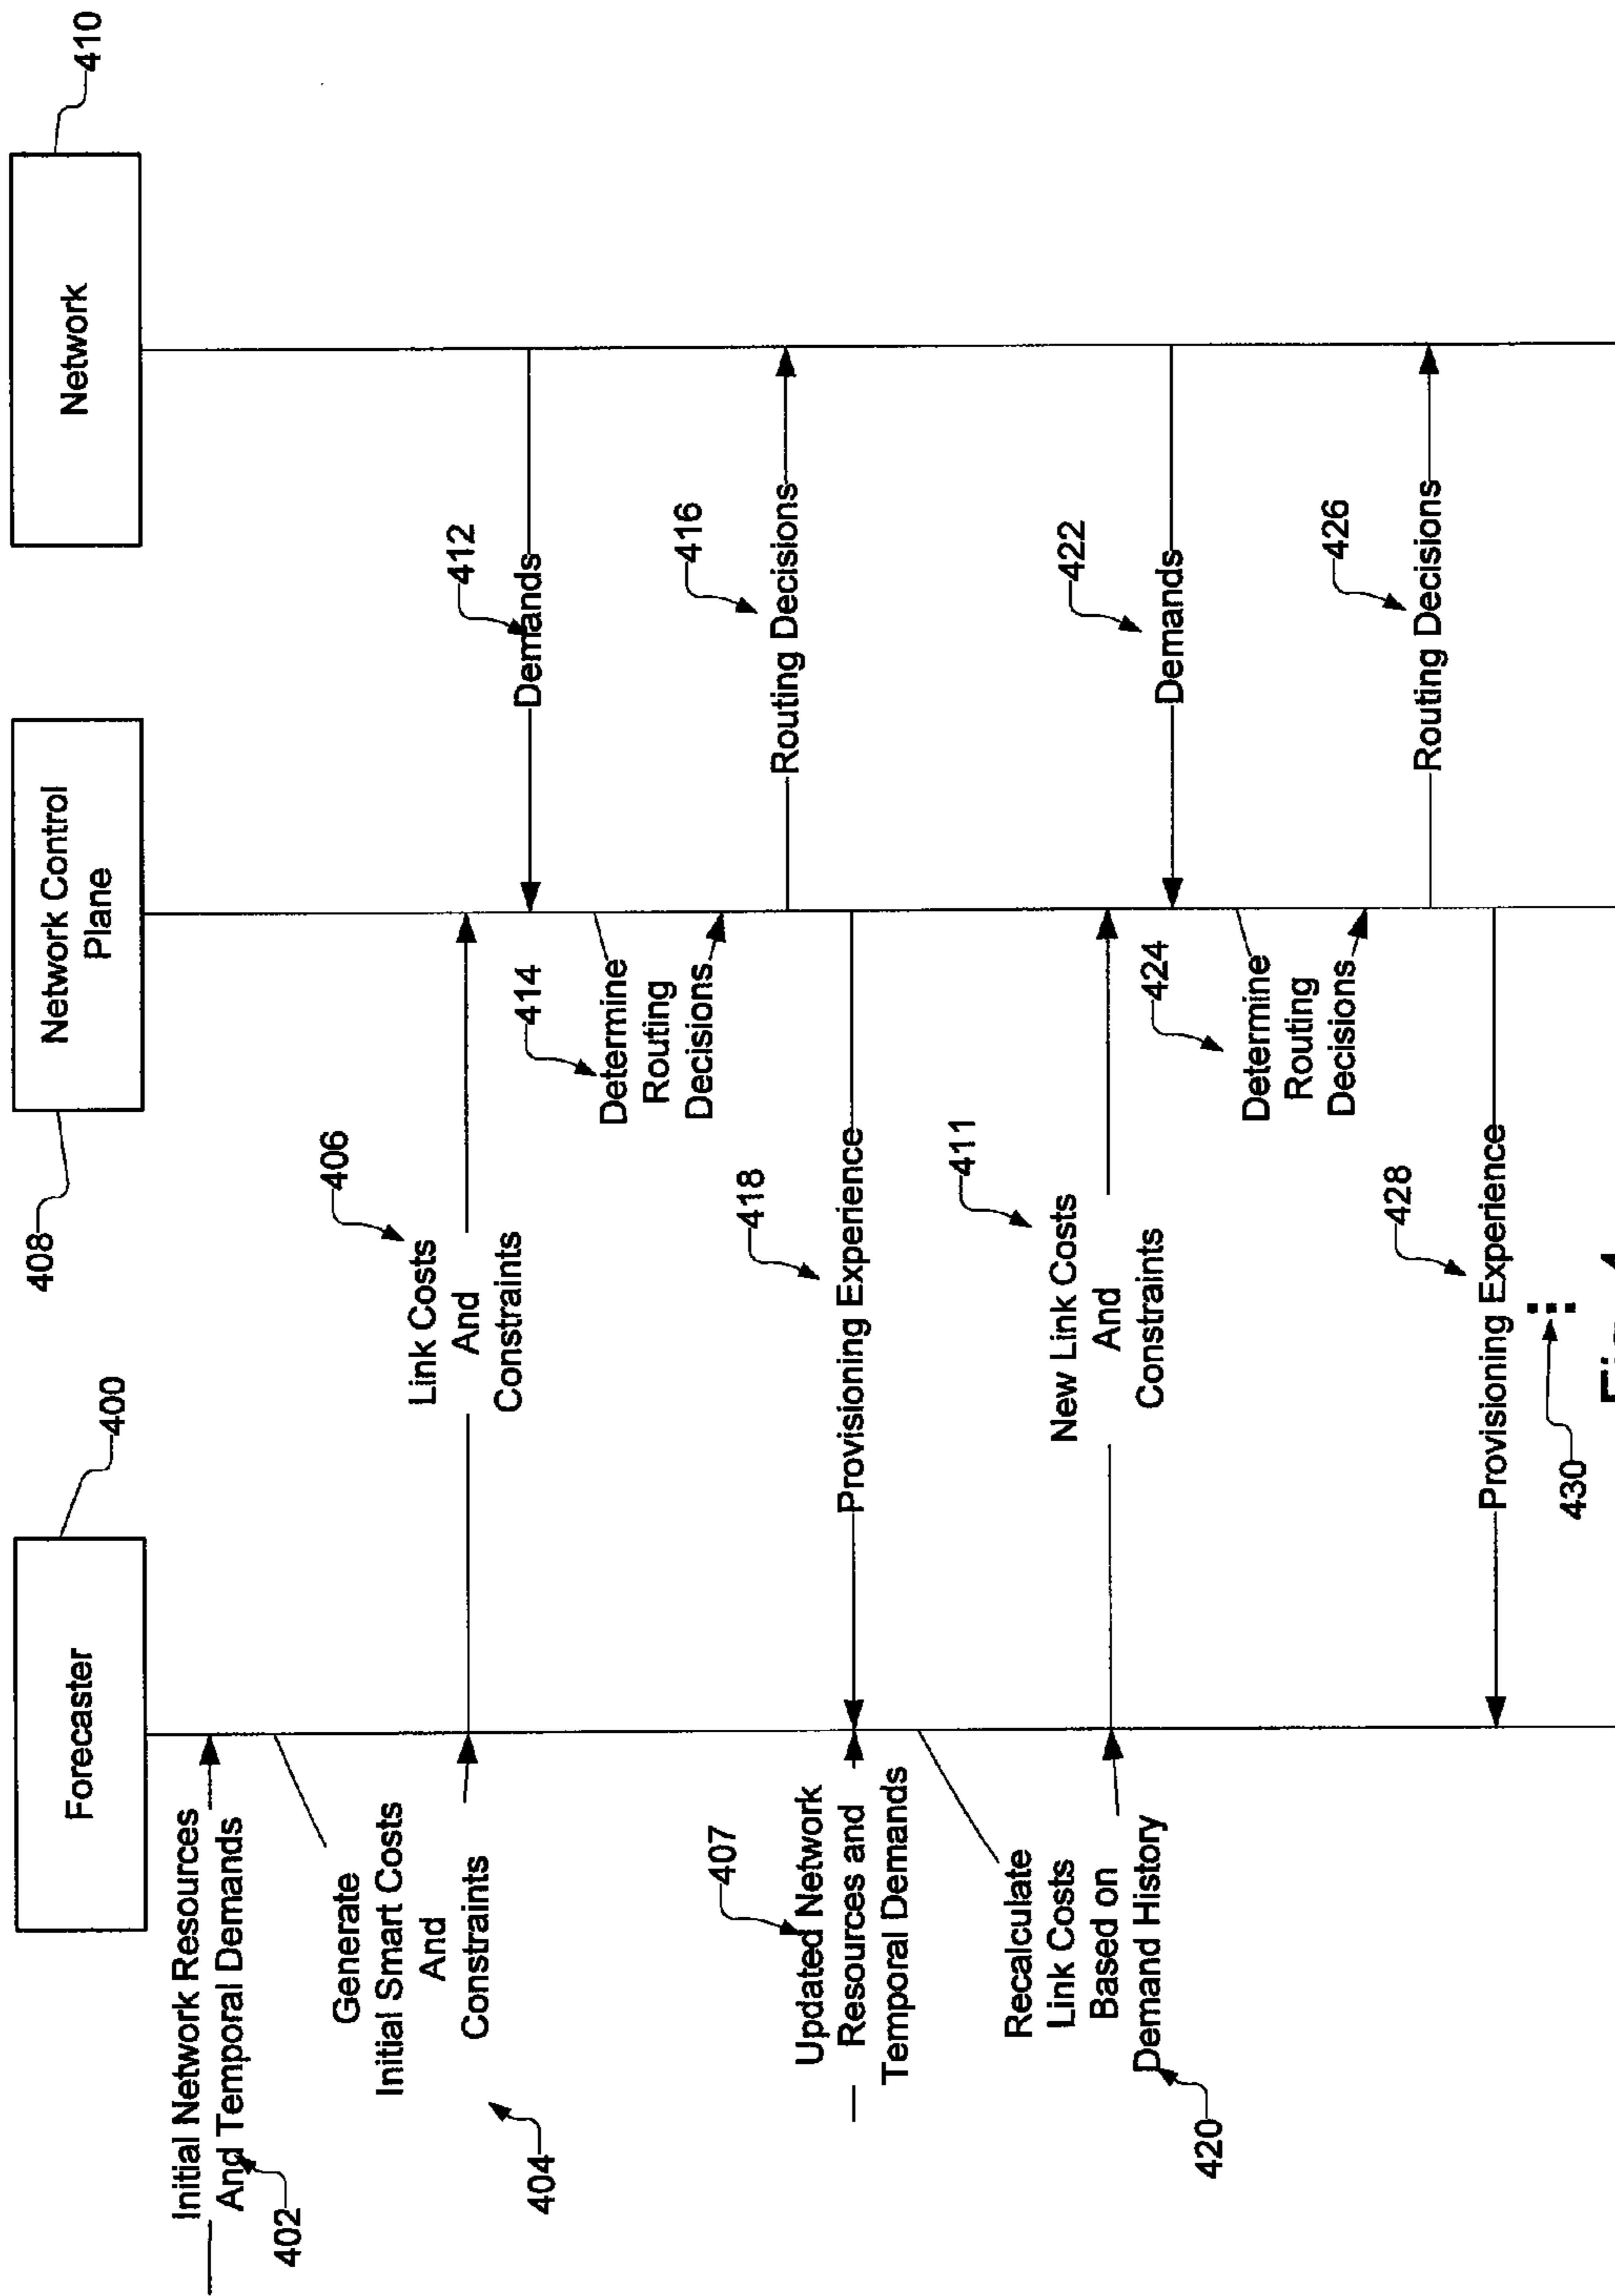 Forecaster
400
Network Control
Plane
408
Network
410
Initial Network Resources
And Temporal Demands
402
Generate
Initial Smart Costs
And
Constraints
404
Link Costs
And
Constraints
406
Demands
412
Determine
Routing
Decisions
414
Routing Decisions
416
Provisioning Experience
418
Updated Network
Resources and
Temporal Demands
407
Recalculate
Link Costs
Based on
Demand History
420
New Link Costs
And
Constraints
411
Demands
422
Determine
Routing
Decisions
424
Routing Decisions
426
Provisioning Experience
428
430